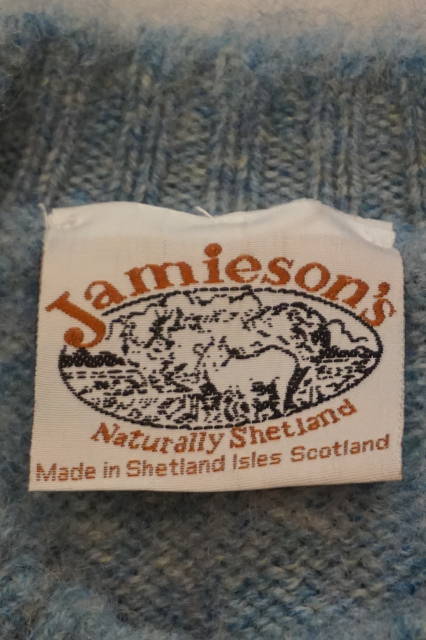 Jamieson's
Naturally Shetland
Made in Shetland Isles Scotland